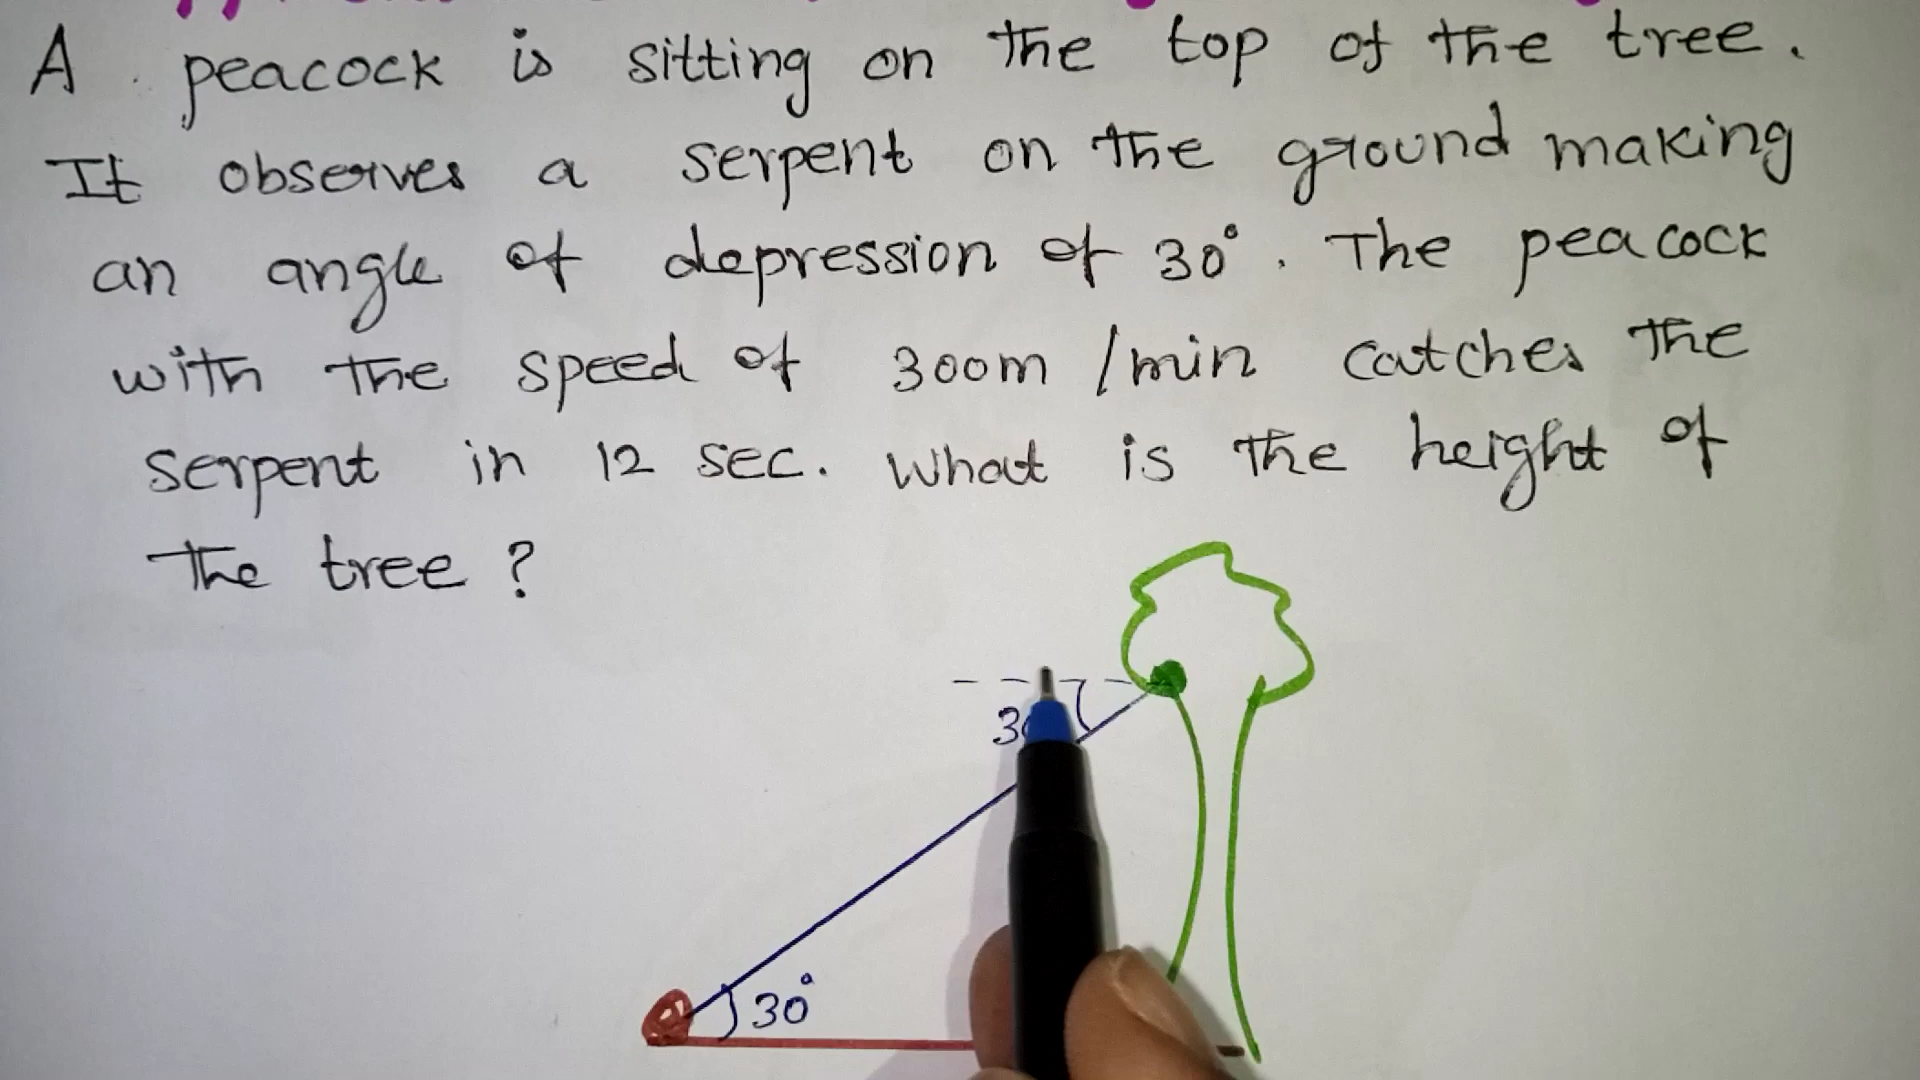 A peacock is sitting on the top of the tree.
It observes a serpent on the ground making
an angle of depression of 30°. The peacock
with the speed of 300m /min catches the
serpent in 12 sec. What is the height of
The tree ?
30°